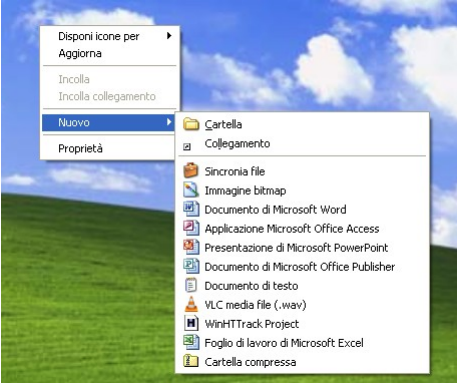 Disponi icone per
Aggiorna
Incolla
Incolla collegamento
Nuovo
Proprietà
Cartella
Collegamento
Sincronia file
Immagine bitmap
Documento di Microsoft Word
Applicazione Microsoft Office Access
Presentazione di Microsoft PowerPoint
Documento di Microsoft Office Publisher
Documento di testo
VLC media file (.wav)
WinHTTrack Project
Foglio di lavoro di Microsoft Excel
Cartella compressa